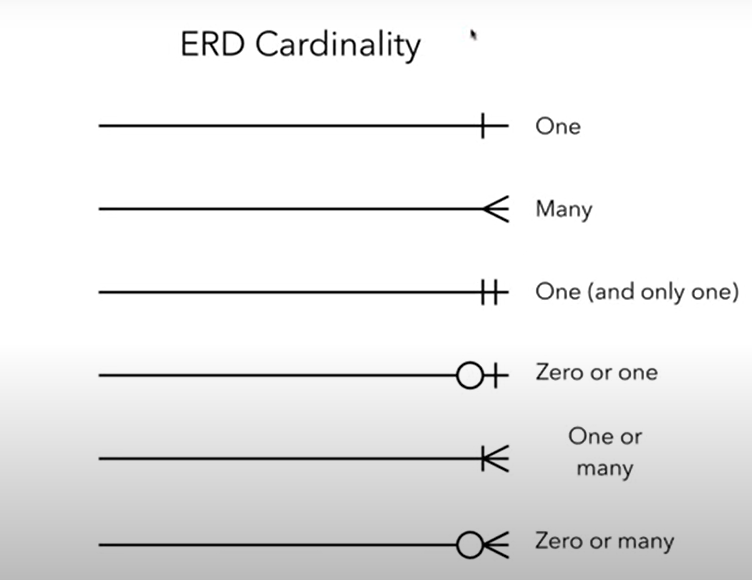 ERD Cardinality
One
Many
One (and only one)
Zero or one
One or
many
Zero or many